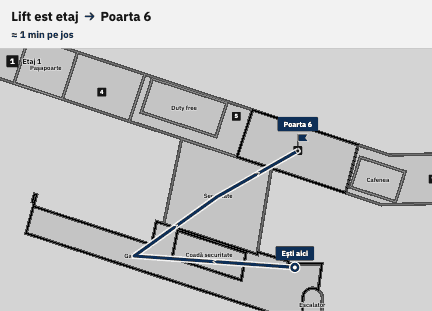 Lift est etaj → Poarta 6
≈ 1 min pe jos
1 Etaj 1
Pașapoarte
4
Duty free
5
Poarta 6
Cafenea
Ești aici
Coadă securitate
Escalator